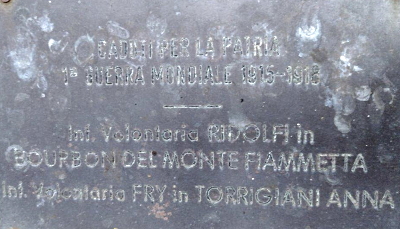 CADUTI PER LA PATRIA
1ª GUERRA MONDIALE 1915-1918
Inf. Volontaria RIDOLFI in
BOURBON DEL MONTE FIAMMETTA
Inf. Volontaria FRY in TORRIGIANI ANNA